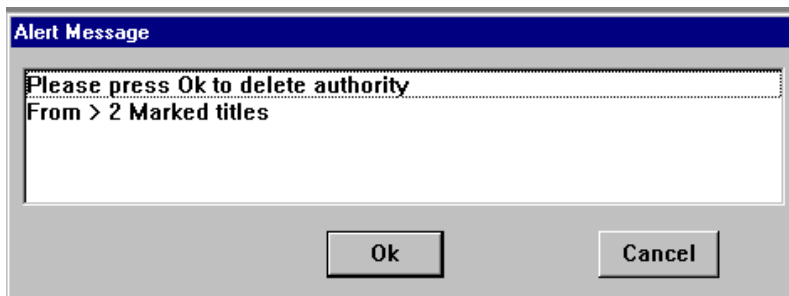 Alert Message
Please press Ok to delete authority
From > 2 Marked titles
Ok
Cancel